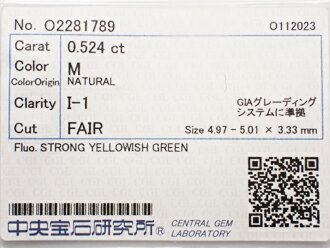 No. O2281789 O112023
Carat 0.524 ct
Color M
ColorOrigin NATURAL
Clarity I-1 GIAグレーディング
システムに準拠
Cut FAIR Size 4.97 - 5.01 × 3.33 mm
Fluo. STRONG YELLOWISH GREEN
中央宝石研究所® CENTRAL GEM
LABORATORY